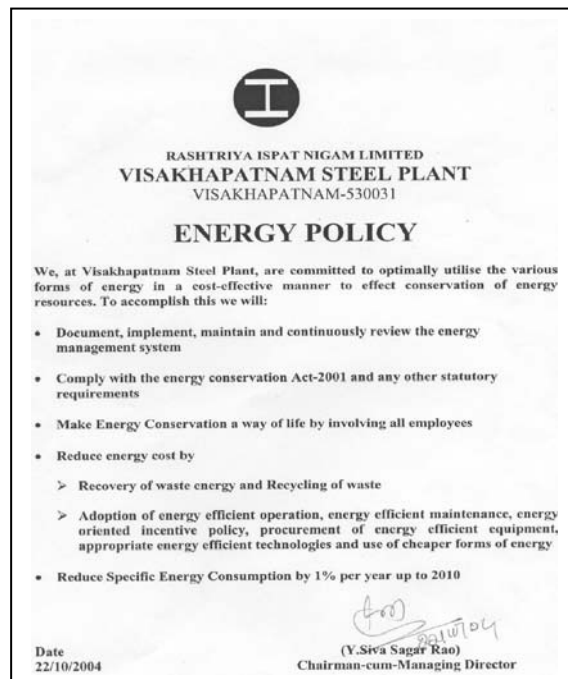 RASHTRIYA ISPAT NIGAM LIMITED
VISAKHAPATNAM STEEL PLANT
VISAKHAPATNAM-530031
ENERGY POLICY
We, at Visakhapatnam Steel Plant, are committed to optimally utilise the various
forms of energy in a cost-effective manner to effect conservation of energy
resources. To accomplish this we will:
• Document, implement, maintain and continuously review the energy
management system
• Comply with the energy conservation Act-2001 and any other statutory
requirements
• Make Energy Conservation a way of life by involving all employees
• Reduce energy cost by
➢ Recovery of waste energy and Recycling of waste
➢ Adoption of energy efficient operation, energy efficient maintenance, energy
oriented incentive policy, procurement of energy efficient equipment,
appropriate energy efficient technologies and use of cheaper forms of energy
• Reduce Specific Energy Consumption by 1% per year up to 2010
Date
22/10/2004
(Y.Siva Sagar Rao)
Chairman-cum-Managing Director